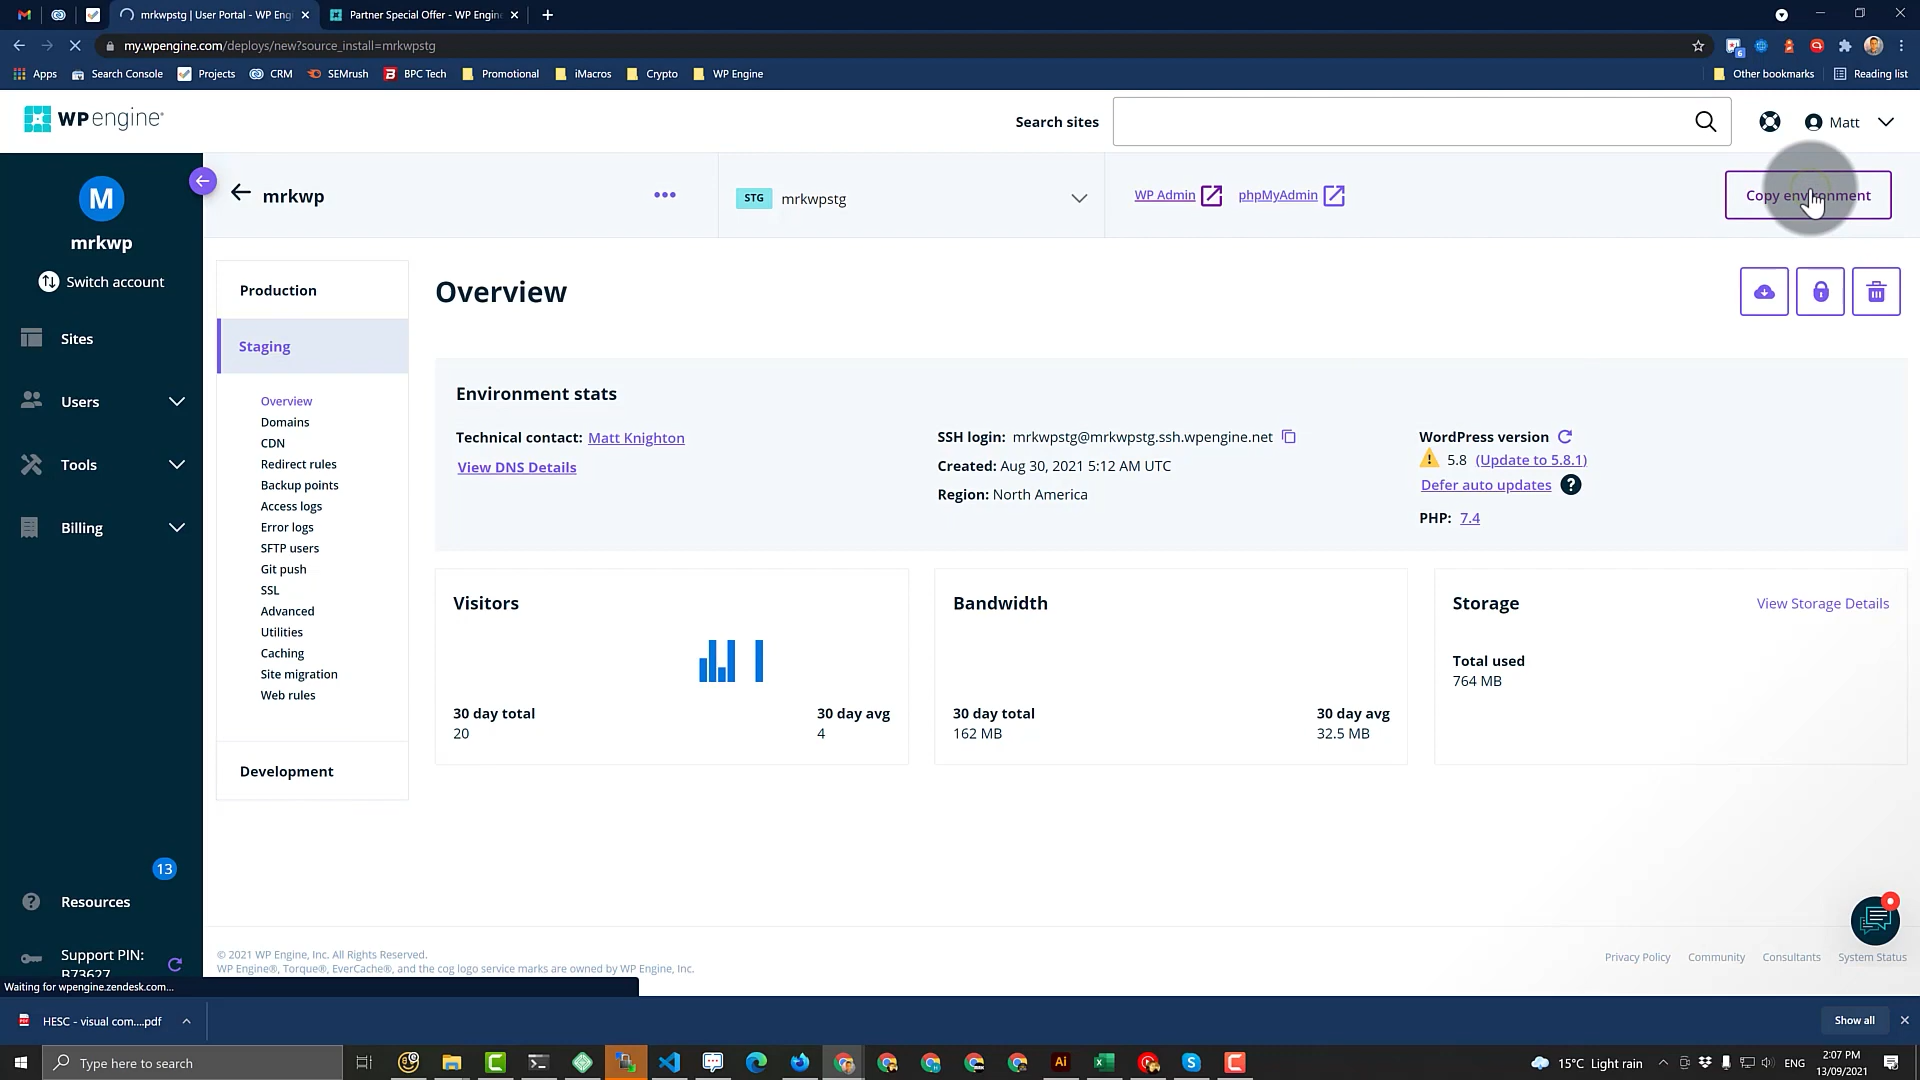 mrkwpstg | User Portal - WP Eng
Partner Special Offer - WP Engine
my.wpengine.com/deploys/new?source_install=mrkwpstg
Apps
Search Console
Projects
CRM
SEMrush
BPC Tech
Promotional
iMacros
Crypto
WP Engine
Other bookmarks
Reading list
WP engine®
Search sites
Matt
M
mrkwp
Switch account
Sites
Users
Tools
Billing
13
Resources
Support PIN:
B73627
mrkwp
STG
mrkwpstg
WP Admin
phpMyAdmin
Copy environment
Production
Staging
Overview
Domains
CDN
Redirect rules
Backup points
Access logs
Error logs
SFTP users
Git push
SSL
Advanced
Utilities
Caching
Site migration
Web rules
Development
Overview
Environment stats
Technical contact: Matt Knighton
View DNS Details
SSH login: mrkwpstg@mrkwpstg.ssh.wpengine.net
Created: Aug 30, 2021 5:12 AM UTC
Region: North America
WordPress version
5.8 (Update to 5.8.1)
Defer auto updates ?
PHP: 7.4
Visitors
30 day total
20
30 day avg
4
Bandwidth
30 day total
162 MB
30 day avg
32.5 MB
Storage
View Storage Details
Total used
764 MB
© 2021 WP Engine, Inc. All Rights Reserved.
WP Engine®, Torque®, EverCache®, and the cog logo service marks are owned by WP Engine, Inc.
Privacy Policy
Community
Consultants
System Status
Waiting for wpengine.zendesk.com...
HESC - visual com....pdf
Show all
Type here to search
15°C Light rain
ENG
2:07 PM
13/09/2021